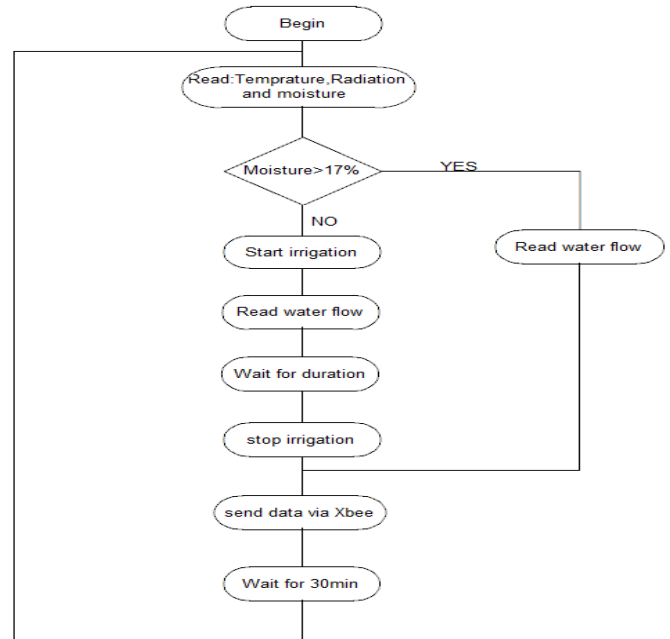 Begin
Read:Temprature,Radiation
and moisture
Moisture>17%
YES
NO
Start irrigation
Read water flow
Read water flow
Wait for duration
stop irrigation
send data via Xbee
Wait for 30min